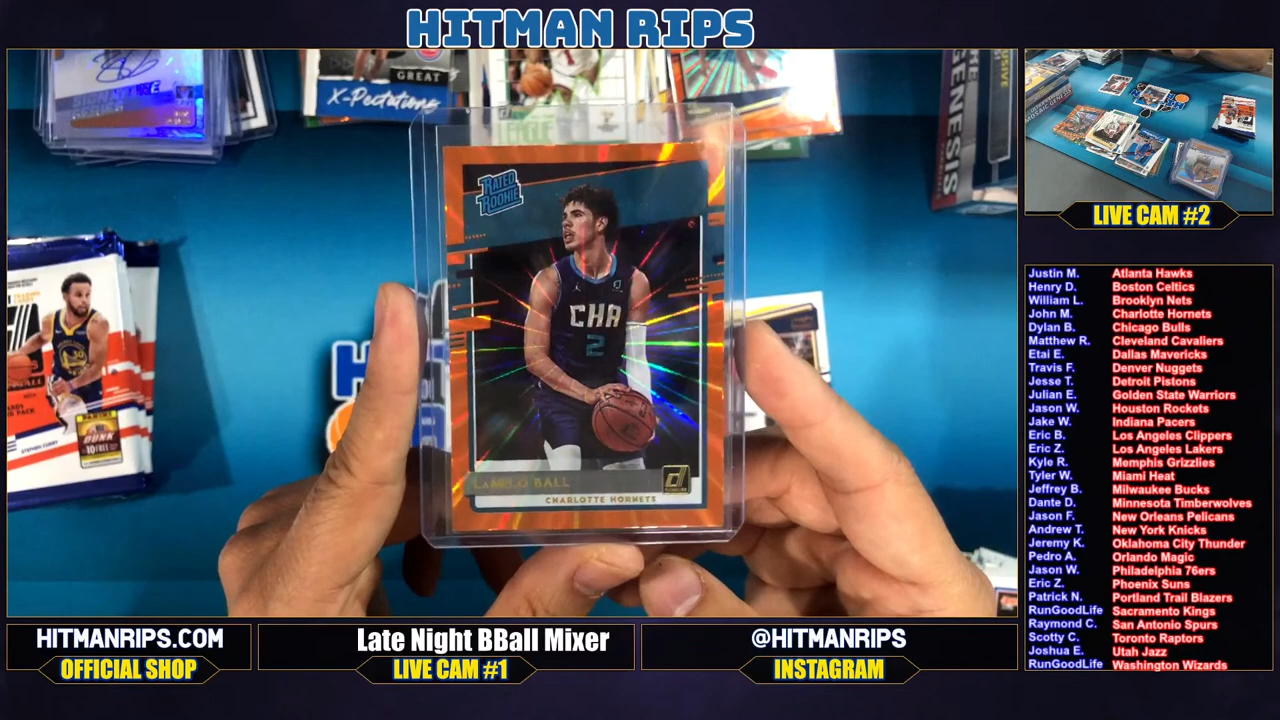 HITMAN RIPS
GREAT
X-Pectations
GENESIS
RATED
ROOKIE
CHA
2
LaMELO BALL
CHARLOTTE HORNETS
PANINI
DUNK
STEPHEN CURRY
LIVE CAM #2
Justin M. Atlanta Hawks
Henry D. Boston Celtics
William L. Brooklyn Nets
John M. Charlotte Hornets
Dylan B. Chicago Bulls
Matthew R. Cleveland Cavaliers
Etai E. Dallas Mavericks
Travis F. Denver Nuggets
Jesse T. Detroit Pistons
Julian E. Golden State Warriors
Jason W. Houston Rockets
Jake W. Indiana Pacers
Eric B. Los Angeles Clippers
Eric Z. Los Angeles Lakers
Kyle R. Memphis Grizzlies
Tyler W. Miami Heat
Jeffrey B. Milwaukee Bucks
Dante D. Minnesota Timberwolves
Jason F. New Orleans Pelicans
Andrew T. New York Knicks
Jeremy K. Oklahoma City Thunder
Pedro A. Orlando Magic
Jason W. Philadelphia 76ers
Eric Z. Phoenix Suns
Patrick N. Portland Trail Blazers
RunGoodLife Sacramento Kings
Raymond C. San Antonio Spurs
Scotty C. Toronto Raptors
Joshua E. Utah Jazz
RunGoodLife Washington Wizards
HITMANRIPS.COM
OFFICIAL SHOP
Late Night BBall Mixer
LIVE CAM #1
@HITMANRIPS
INSTAGRAM